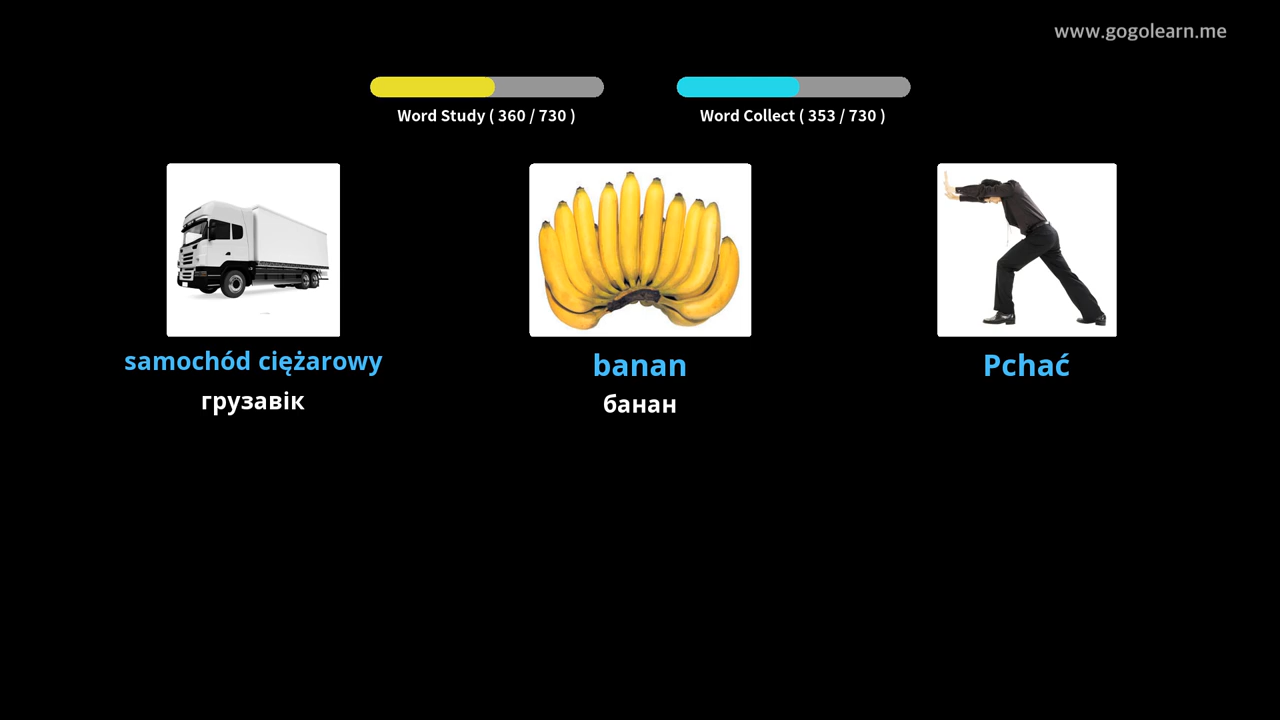 www.gogolearn.me
Word Study ( 360 / 730 )
Word Collect ( 353 / 730 )
samochód ciężarowy
banan
Pchać
грузавік
банан